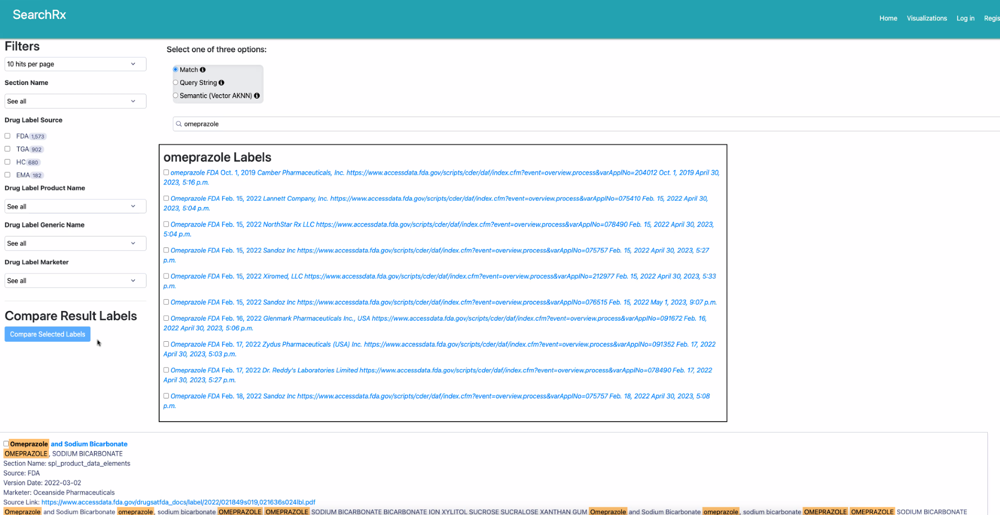 SearchRx
Home Visualizations Log in Regis
Filters
10 hits per page
Section Name
See all
Drug Label Source
FDA 1,573
TGA 902
HC 680
EMA 182
Drug Label Product Name
See all
Drug Label Generic Name
See all
Drug Label Marketer
See all
Compare Result Labels
Compare Selected Labels
Select one of three options:
Match
Query String
Semantic (Vector AKNN)
omeprazole
omeprazole Labels
omeprazole FDA Oct. 1, 2019 Camber Pharmaceuticals, Inc. https://www.accessdata.fda.gov/scripts/cder/daf/index.cfm?event=overview.process&varApplNo=204012 Oct. 1, 2019 April 30,
2023, 5:16 p.m.
Omeprazole FDA Feb. 15, 2022 Lannett Company, Inc. https://www.accessdata.fda.gov/scripts/cder/daf/index.cfm?event=overview.process&varApplNo=075410 Feb. 15, 2022 April 30,
2023, 5:04 p.m.
Omeprazole FDA Feb. 15, 2022 NorthStar Rx LLC https://www.accessdata.fda.gov/scripts/cder/daf/index.cfm?event=overview.process&varApplNo=078490 Feb. 15, 2022 April 30, 2023,
5:04 p.m.
Omeprazole FDA Feb. 15, 2022 Sandoz Inc https://www.accessdata.fda.gov/scripts/cder/daf/index.cfm?event=overview.process&varApplNo=075757 Feb. 15, 2022 April 30, 2023, 5:27
p.m.
Omeprazole FDA Feb. 15, 2022 Xiromed, LLC https://www.accessdata.fda.gov/scripts/cder/daf/index.cfm?event=overview.process&varApplNo=212977 Feb. 15, 2022 April 30, 2023, 5:33
p.m.
Omeprazole FDA Feb. 15, 2022 Sandoz Inc https://www.accessdata.fda.gov/scripts/cder/daf/index.cfm?event=overview.process&varApplNo=076515 Feb. 15, 2022 May 1, 2023, 9:07 p.m.
Omeprazole FDA Feb. 16, 2022 Glenmark Pharmaceuticals Inc., USA https://www.accessdata.fda.gov/scripts/cder/daf/index.cfm?event=overview.process&varApplNo=091672 Feb. 16,
2022 April 30, 2023, 5:06 p.m.
Omeprazole FDA Feb. 17, 2022 Zydus Pharmaceuticals (USA) Inc. https://www.accessdata.fda.gov/scripts/cder/daf/index.cfm?event=overview.process&varApplNo=091352 Feb. 17, 2022
April 30, 2023, 5:03 p.m.
Omeprazole FDA Feb. 17, 2022 Dr. Reddy's Laboratories Limited https://www.accessdata.fda.gov/scripts/cder/daf/index.cfm?event=overview.process&varApplNo=078490 Feb. 17, 2022
April 30, 2023, 5:27 p.m.
Omeprazole FDA Feb. 18, 2022 Sandoz Inc https://www.accessdata.fda.gov/scripts/cder/daf/index.cfm?event=overview.process&varApplNo=075757 Feb. 18, 2022 April 30, 2023, 5:08
p.m.
Omeprazole and Sodium Bicarbonate
OMEPRAZOLE, SODIUM BICARBONATE
Section Name: spl_product_data_elements
Source: FDA
Version Date: 2022-03-02
Marketer: Oceanside Pharmaceuticals
Source Link: https://www.accessdata.fda.gov/drugsatfda_docs/label/2022/021849s019,021636s024lbl.pdf
Omeprazole and Sodium Bicarbonate omeprazole, sodium bicarbonate OMEPRAZOLE OMEPRAZOLE SODIUM BICARBONATE BICARBONATE ION XYLITOL SUCROSE SUCRALOSE XANTHAN GUM Omeprazole and Sodium Bicarbonate omeprazole, sodium bicarbonate OMEPRAZOLE OMEPRAZOLE SODIUM BICARBONATE